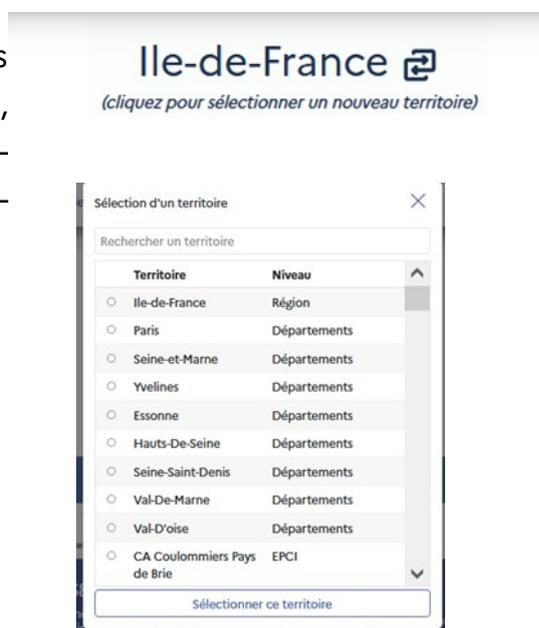 Ile-de-France
(cliquez pour sélectionner un nouveau territoire)
s
,
Sélection d'un territoire
Rechercher un territoire
Territoire Niveau
Ile-de-France Région
Paris Départements
Seine-et-Marne Départements
Yvelines Départements
Essonne Départements
Hauts-De-Seine Départements
Seine-Saint-Denis Départements
Val-De-Marne Départements
Val-D'oise Départements
CA Coulommiers Pays EPCI
de Brie
Sélectionner ce territoire